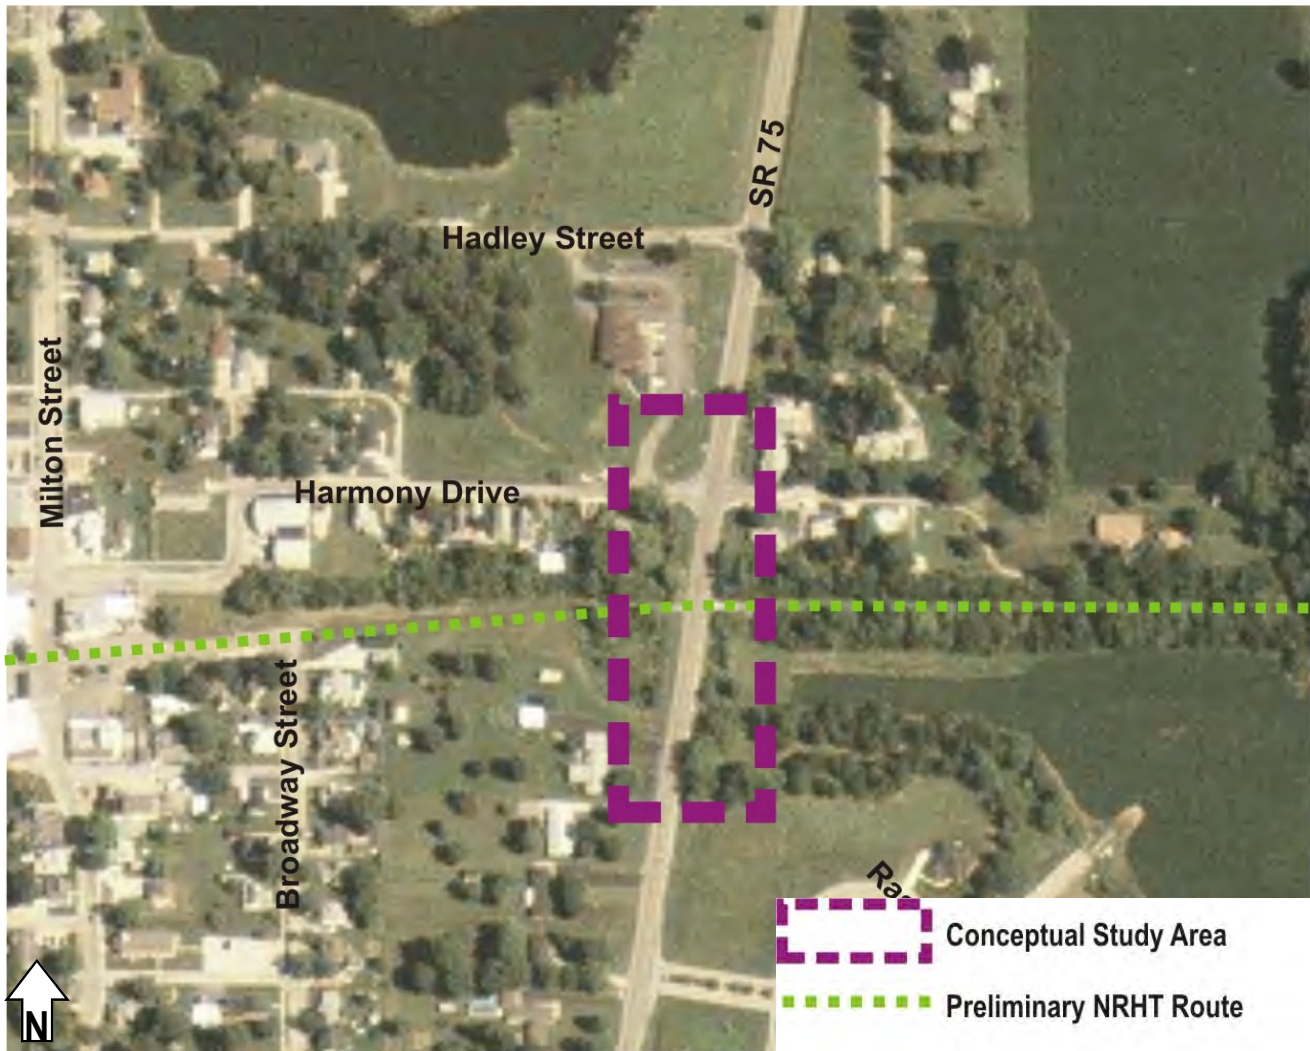 SR 75
Hadley Street
Milton Street
Harmony Drive
Broadway Street
Conceptual Study Area
Preliminary NRHT Route
N